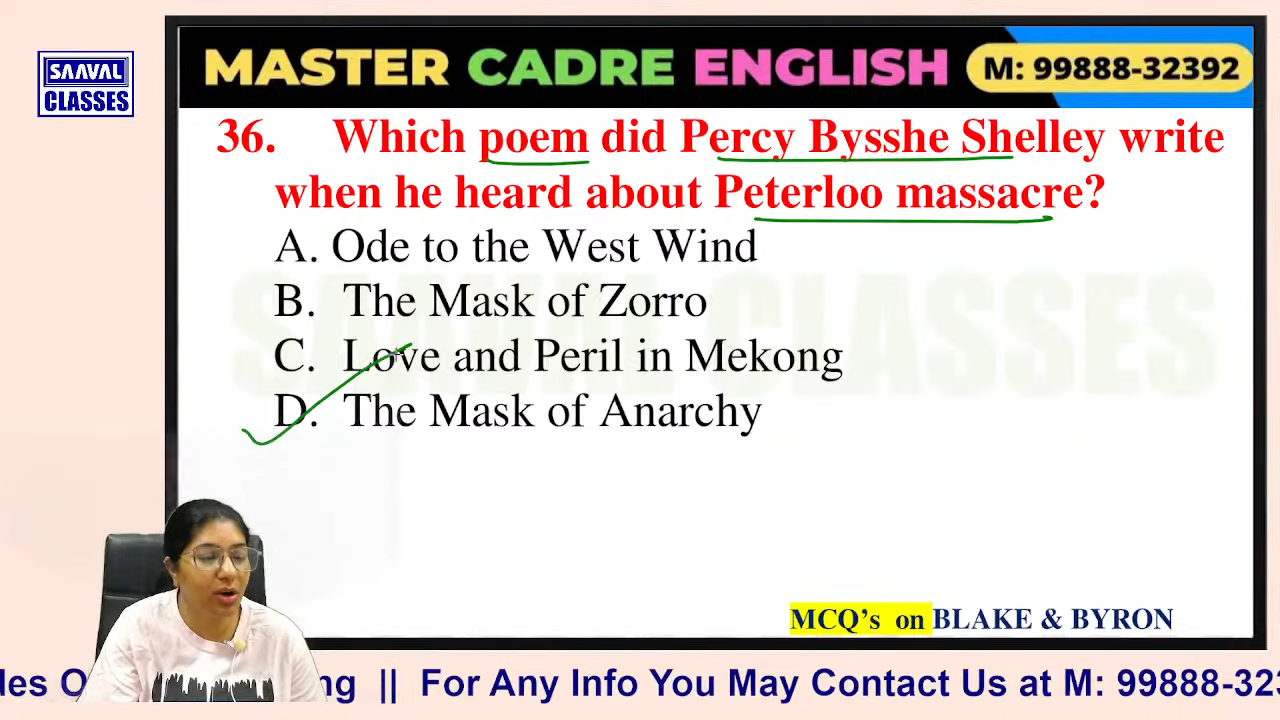 SAAVAL
CLASSES
MASTER CADRE ENGLISH
M: 99888-32392
36. Which poem did Percy Bysshe Shelley write
when he heard about Peterloo massacre?
A. Ode to the West Wind
B. The Mask of Zorro
C. Love and Peril in Mekong
D. The Mask of Anarchy
SAAVAL CLASSES
MCQ's on BLAKE & BYRON
|| For Any Info You May Contact Us at M: 99888-